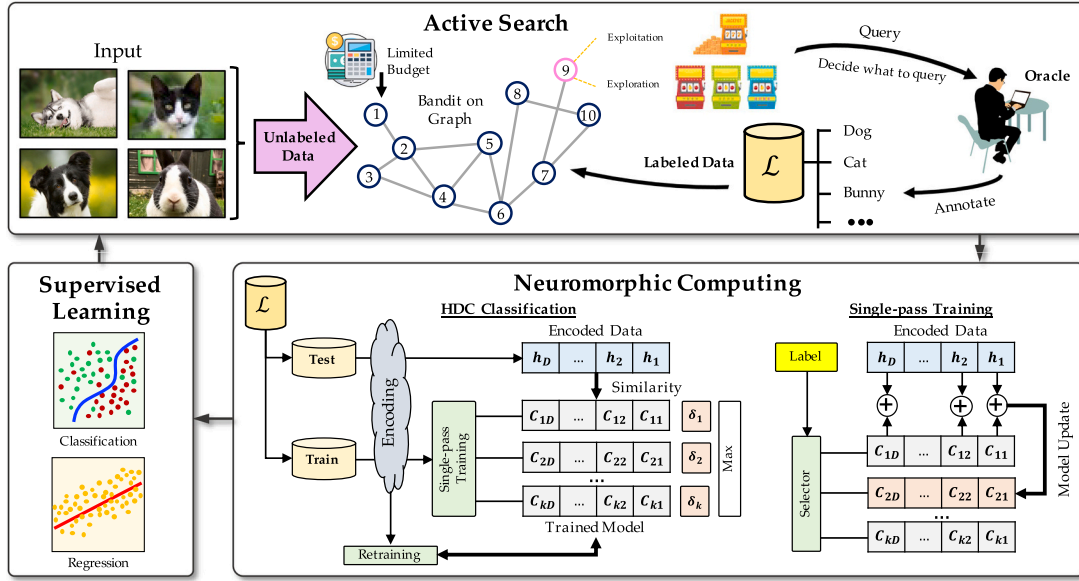 Active Search
Input
Limited
Budget
Unlabeled
Data
Bandit on
Graph
1
2
3
4
5
6
7
8
9
10
Exploitation
Exploration
Query
Decide what to query
Oracle
Labeled Data
ℒ
Dog
Cat
Bunny
•••
Annotate
Supervised
Learning
Classification
Regression
Neuromorphic Computing
ℒ
Test
Train
Encoding
Retraining
HDC Classification
Encoded Data
h_D ... h_2 h_1
Similarity
Single-pass
Training
C_1D ... C_12 C_11 δ_1
C_2D ... C_22 C_21 δ_2
...
C_kD ... C_k2 C_k1 δ_k
Max
Trained Model
Single-pass Training
Encoded Data
Label
h_D ... h_2 h_1
+ + +
Selector
C_1D ... C_12 C_11
C_2D ... C_22 C_21
...
C_kD ... C_k2 C_k1
Model Update